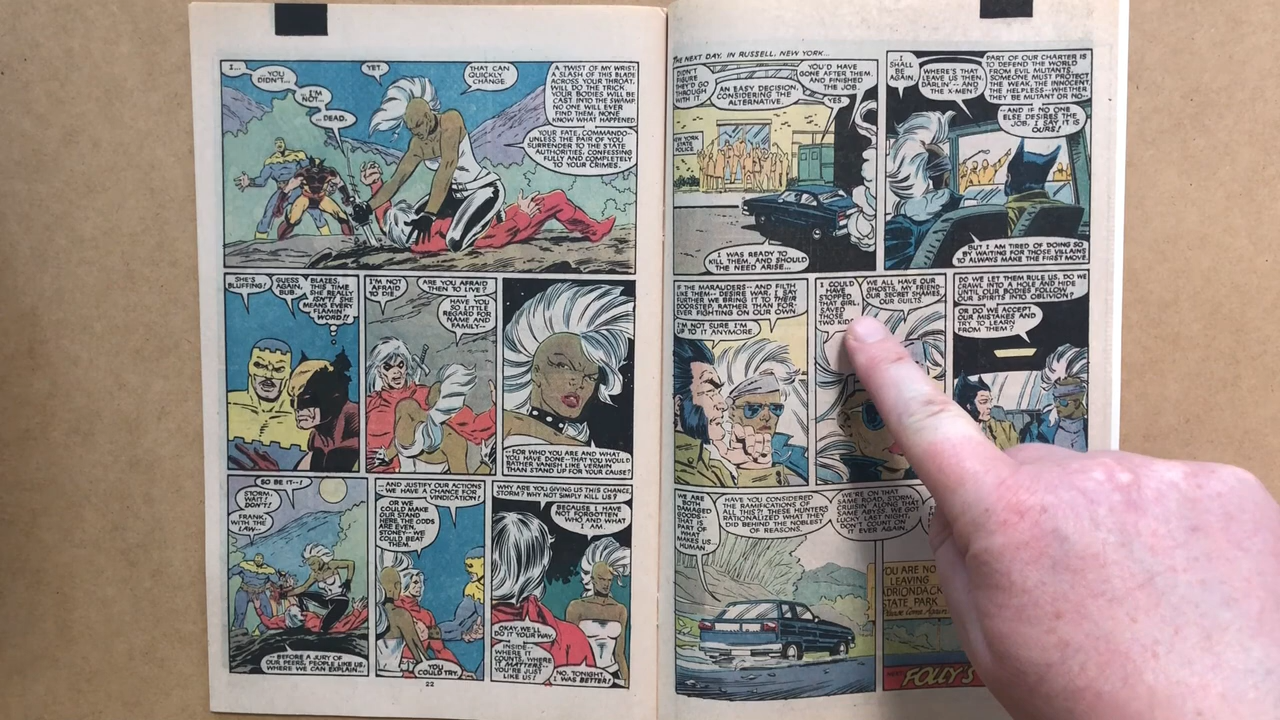 I...
YOU
DIDN'T...
I'M
NOT...
...DEAD.
YET.
THAT CAN
QUICKLY
CHANGE.
A TWIST OF MY WRIST,
A SLASH OF THIS BLADE
ACROSS YOUR THROAT,
WILL DO THE TRICK.
YOUR BODIES WILL BE
CAST INTO THE SWAMP.
NO ONE WILL EVER
FIND THEM, NONE
KNOW WHAT HAPPENED.
YOUR FATE, COMMANDO--
UNLESS THE PAIR OF YOU
SURRENDER TO THE STATE
AUTHORITIES, CONFESSING
FULLY AND COMPLETELY
TO YOUR CRIMES.
SHE'S
BLUFFING!
GUESS
AGAIN,
BUB.
BLAZES,
THIS TIME
SHE REALLY
ISN'T! SHE
MEANS EVERY
FLAMIN'
WORD!!
I'M NOT
AFRAID
TO DIE!
ARE YOU AFRAID
THEN TO LIVE?
HAVE YOU
SO LITTLE
REGARD FOR
NAME AND
FAMILY--
--FOR WHO YOU ARE AND WHAT
YOU HAVE DONE--THAT YOU WOULD
RATHER VANISH LIKE VERMIN
THAN STAND UP FOR YOUR CAUSE?
SO BE IT--!
STORM,
WAIT!
DON'T!
FRANK,
WITH THE
LAW--
--BEFORE A JURY OF
OUR PEERS, PEOPLE LIKE US,
WHERE WE CAN EXPLAIN...
...AND JUSTIFY OUR ACTIONS
--WE HAVE A CHANCE FOR
VINDICATION!
OR WE
COULD MAKE
OUR STAND
HERE. THE ODDS
ARE EVEN,
STONEY--WE
COULD BEAT
THEM.
YOU
COULD TRY.
WHY ARE YOU GIVING US THIS CHANCE,
STORM? WHY NOT SIMPLY KILL US?
BECAUSE I HAVE
NOT FORGOTTEN
WHO AND WHAT
I AM.
OKAY, WE'LL
DO IT YOUR WAY.
INSIDE--
WHERE IT
COUNTS, WHERE
IT MATTERS--
YOU'RE JUST
LIKE US!
NO. TONIGHT,
I WAS BETTER!
22
THE NEXT DAY, IN RUSSELL, NEW YORK...
DIDN'T
FIGURE
THEY'D GO
THROUGH
WITH IT.
AN EASY DECISION,
CONSIDERING THE
ALTERNATIVE.
YOU'D HAVE
GONE AFTER THEM,
AND FINISHED
THE JOB.
YES.
NEW YORK
STATE
POLICE
I WAS READY TO
KILL THEM, AND SHOULD
THE NEED ARISE...
...I
SHALL
BE
AGAIN.
WHERE'S THAT
LEAVE US THEN,
DARLIN'-- AND
THE X-MEN?
PART OF OUR CHARTER IS
TO DEFEND THE WORLD
FROM EVIL MUTANTS.
SOMEONE MUST PROTECT
THE WEAK, THE INNOCENT,
THE HELPLESS--WHETHER
THEY BE MUTANT OR NO--
--AND IF NO ONE
ELSE DESIRES THE
JOB, I SAY IT IS
OURS!
BUT I AM TIRED OF DOING SO
BY WAITING FOR THOSE VILLAINS
TO ALWAYS MAKE THE FIRST MOVE.
IF THE MARAUDERS--AND FILTH
LIKE THEM-- DESIRE WAR, I SAY
FURTHER WE BRING IT TO THEIR
DOORSTEP, RATHER THAN FOR-
EVER FIGHTING ON OUR OWN.
I'M NOT SURE I'M
UP TO IT ANYMORE.
I COULD
HAVE
STOPPED
THAT GIRL,
SAVED
THOSE
TWO KIDS
WE ALL HAVE OUR
GHOSTS, MY FRIEND--
OUR SECRET SHAMES,
OUR GUILTS.
DO WE LET THEM RULE US, DO WE
CRAWL INTO A HOLE AND HIDE
UNTIL OUR BODIES FOLLOW
OUR SPIRITS INTO OBLIVION?
OR DO WE ACCEPT
OUR MISTAKES AND
TRY TO LEARN
FROM THEM?
WE ARE
BOTH
DAMAGED
GOODS--
THAT IS
PART OF
WHAT
MAKES US...
HUMAN.
HAVE YOU CONSIDERED
THE RAMIFICATIONS OF
ALL THIS?! THESE HUNTERS
RATIONALIZED WHAT THEY
DID BEHIND THE NOBLEST
OF REASONS.
WE'RE ON THAT
SAME ROAD, STORM,
CRUISIN' ALONG THAT
SAME ABYSS. WE GOT
LUCKY LAST NIGHT,
DON'T COUNT ON
IT EVER AGAIN.
YOU ARE NO
LEAVING
ADRIONDACK
STATE PARK
Please Come Again
NEXT:
FOLLY'S